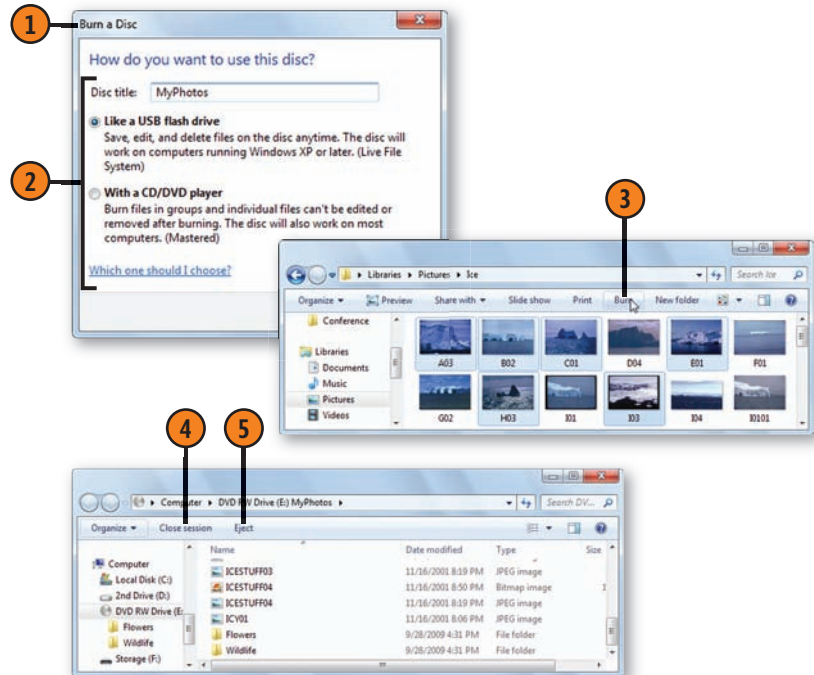 1
Burn a Disc
How do you want to use this disc?
Disc title: MyPhotos
Like a USB flash drive
Save, edit, and delete files on the disc anytime. The disc will
work on computers running Windows XP or later. (Live File
System)
2
With a CD/DVD player
Burn files in groups and individual files can't be edited or
removed after burning. The disc will also work on most
computers. (Mastered)
Which one should I choose?
3
Libraries Pictures Ice Search Ice
Organize Preview Share with Slide show Print Burn New folder
Conference
Libraries
Documents
Music
Pictures
Videos
A03 B02 C01 D04 E01 F01
G02 H03 I01 I03 I04 I0101
4 5
Computer DVD RW Drive (E:) MyPhotos Search DV...
Organize Close session Eject
Name Date modified Type Size
Computer
Local Disk (C:)
2nd Drive (D:)
DVD RW Drive (E:
Flowers
Wildlife
Storage (F:)
ICESTUFF03 11/16/2001 8:19 PM JPEG image
ICESTUFF04 11/16/2001 8:50 PM Bitmap image 1
ICESTUFF04 11/16/2001 8:19 PM JPEG image
ICY01 11/16/2001 8:06 PM JPEG image
Flowers 9/28/2009 4:31 PM File folder
Wildlife 9/28/2009 4:31 PM File folder